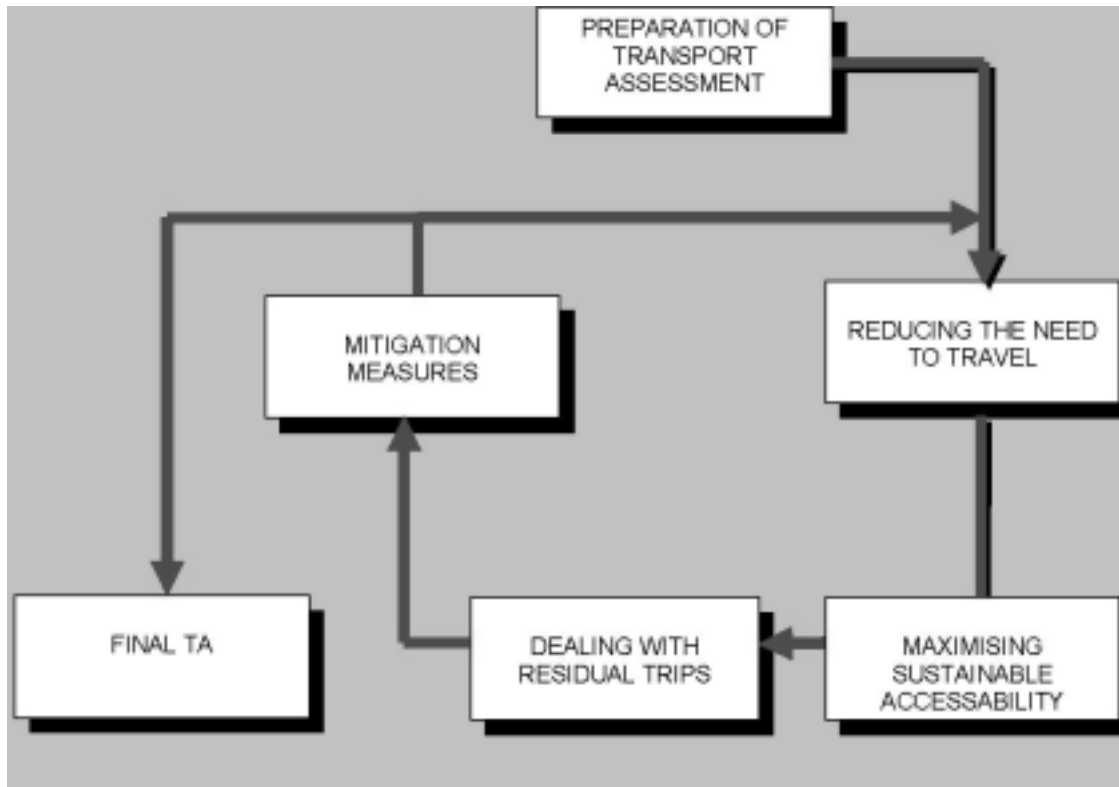 PREPARATION OF
TRANSPORT
ASSESSMENT
MITIGATION
MEASURES
REDUCING THE NEED
TO TRAVEL
FINAL TA
DEALING WITH
RESIDUAL TRIPS
MAXIMISING
SUSTAINABLE
ACCESSABILITY